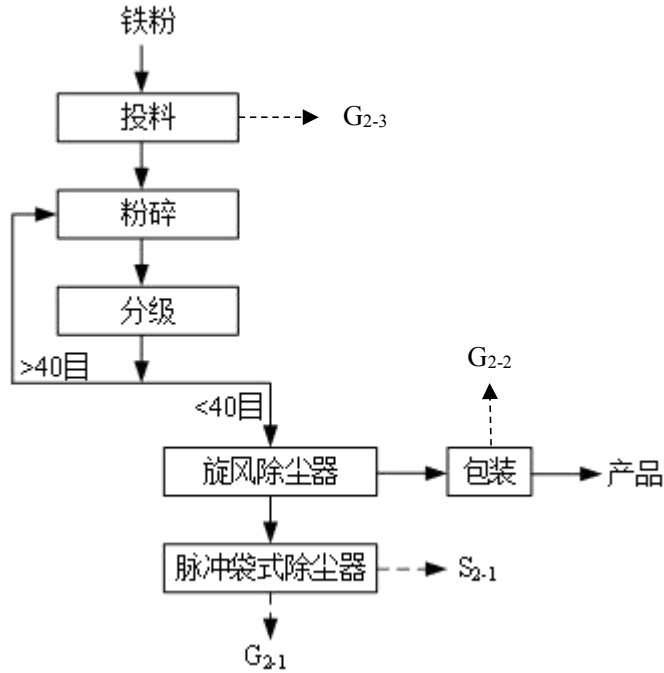 铁粉
投料
G2-3
粉碎
分级
>40目
<40目
G2-2
旋风除尘器
包装
产品
脉冲袋式除尘器
S2-1
G2-1